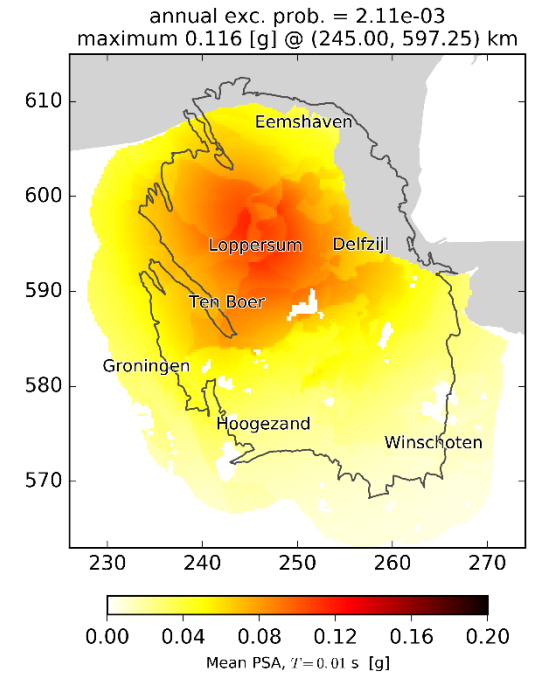 annual exc. prob. = 2.11e-03
maximum 0.116 [g] @ (245.00, 597.25) km
610
Eemshaven
600
Loppersum
Delfzijl
590
Ten Boer
Groningen
580
Hoogezand
Winschoten
570
230 240 250 260 270
0.00 0.04 0.08 0.12 0.16 0.20
Mean PSA, T = 0.01 s [g]